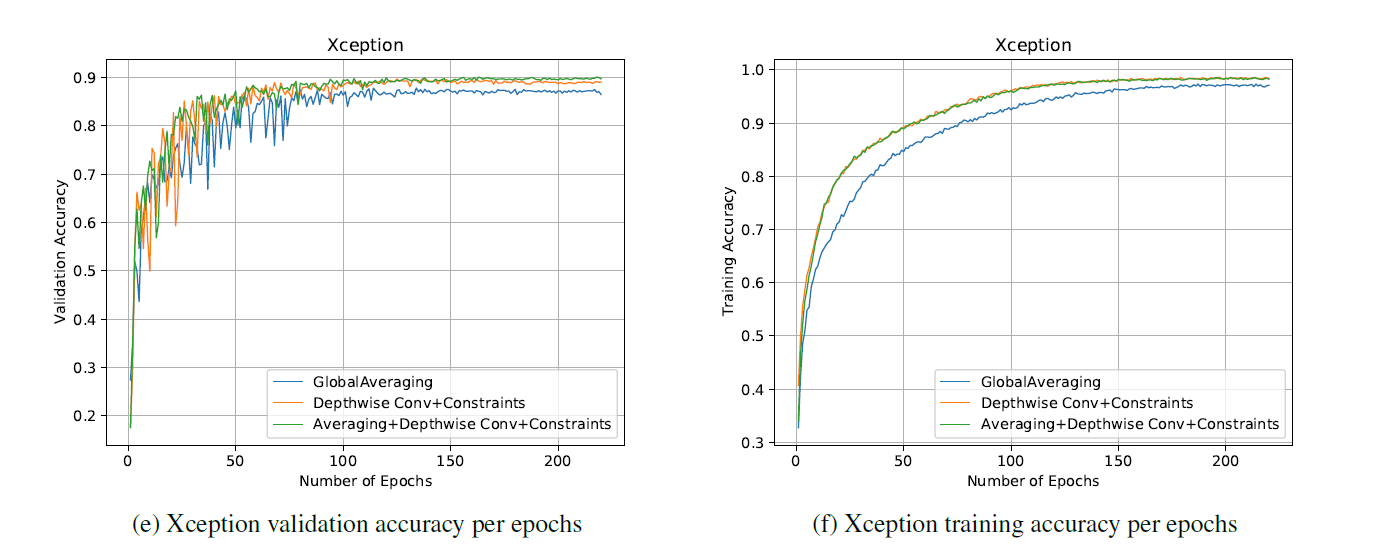 Xception
0.9
0.8
0.7
0.6
0.5
0.4
0.3
0.2
Validation Accuracy
GlobalAveraging
Depthwise Conv+Constraints
Averaging+Depthwise Conv+Constraints
0 50 100 150 200
Number of Epochs
(e) Xception validation accuracy per epochs
Xception
1.0
0.9
0.8
0.7
0.6
0.5
0.4
0.3
Training Accuracy
GlobalAveraging
Depthwise Conv+Constraints
Averaging+Depthwise Conv+Constraints
0 50 100 150 200
Number of Epochs
(f) Xception training accuracy per epochs